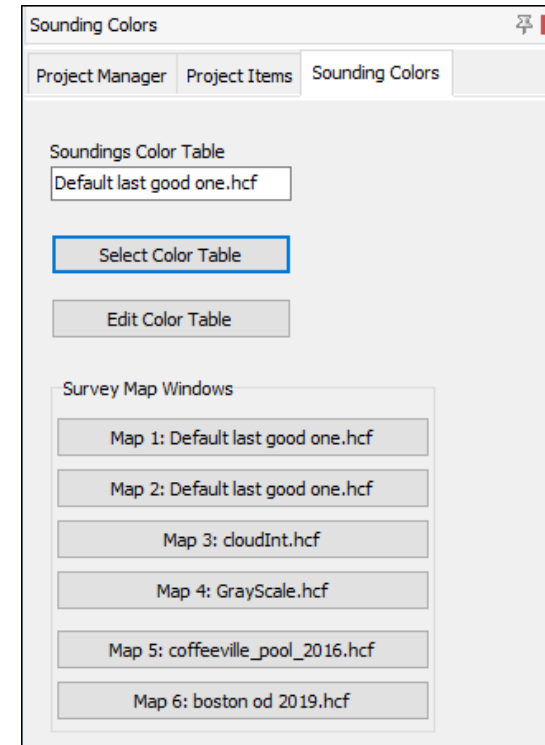 Sounding Colors
Project Manager Project Items Sounding Colors
Soundings Color Table
Default last good one.hcf
Select Color Table
Edit Color Table
Survey Map Windows
Map 1: Default last good one.hcf
Map 2: Default last good one.hcf
Map 3: cloudInt.hcf
Map 4: GrayScale.hcf
Map 5: coffeeville_pool_2016.hcf
Map 6: boston od 2019.hcf